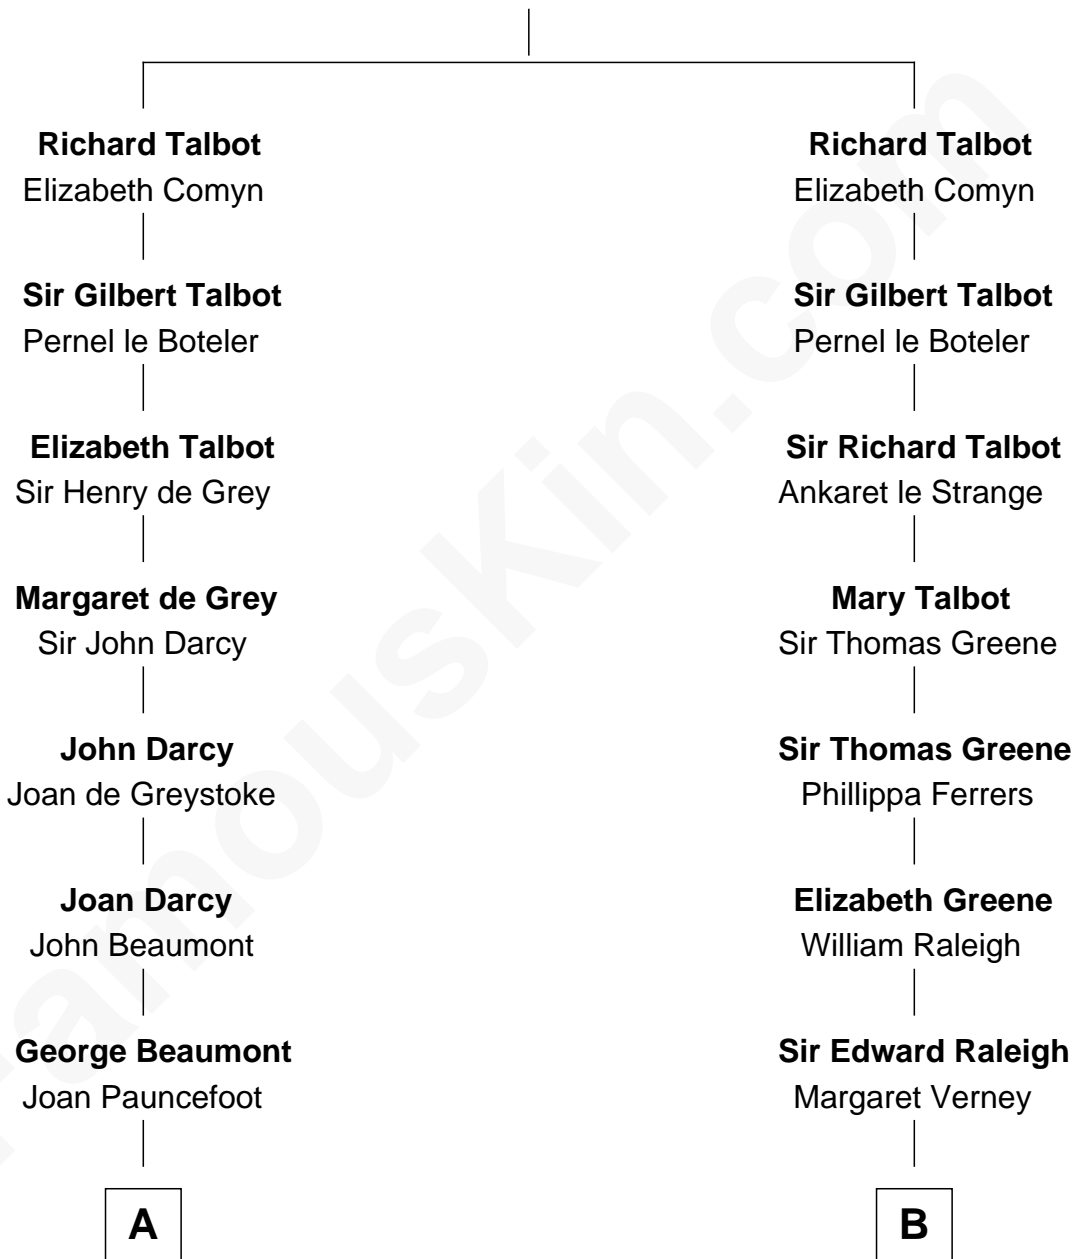 Richard Talbot
Elizabeth Comyn
Sir Gilbert Talbot
Pernel le Boteler
Elizabeth Talbot
Sir Henry de Grey
Margaret de Grey
Sir John Darcy
John Darcy
Joan de Greystoke
Joan Darcy
John Beaumont
George Beaumont
Joan Pauncefoot
A
Richard Talbot
Elizabeth Comyn
Sir Gilbert Talbot
Pernel le Boteler
Sir Richard Talbot
Ankaret le Strange
Mary Talbot
Sir Thomas Greene
Sir Thomas Greene
Phillippa Ferrers
Elizabeth Greene
William Raleigh
Sir Edward Raleigh
Margaret Verney
B
FamousKin.com